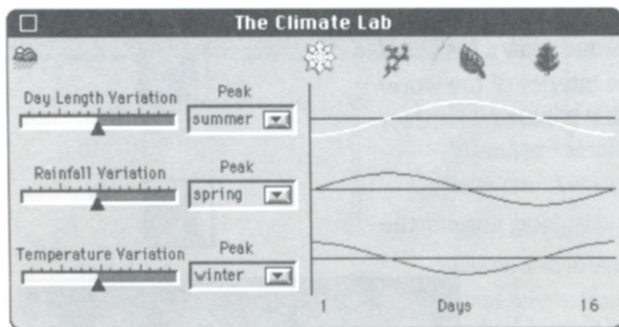 The Climate Lab
Day Length Variation
Peak
summer
Rainfall Variation
Peak
spring
Temperature Variation
Peak
winter
1 Days 16